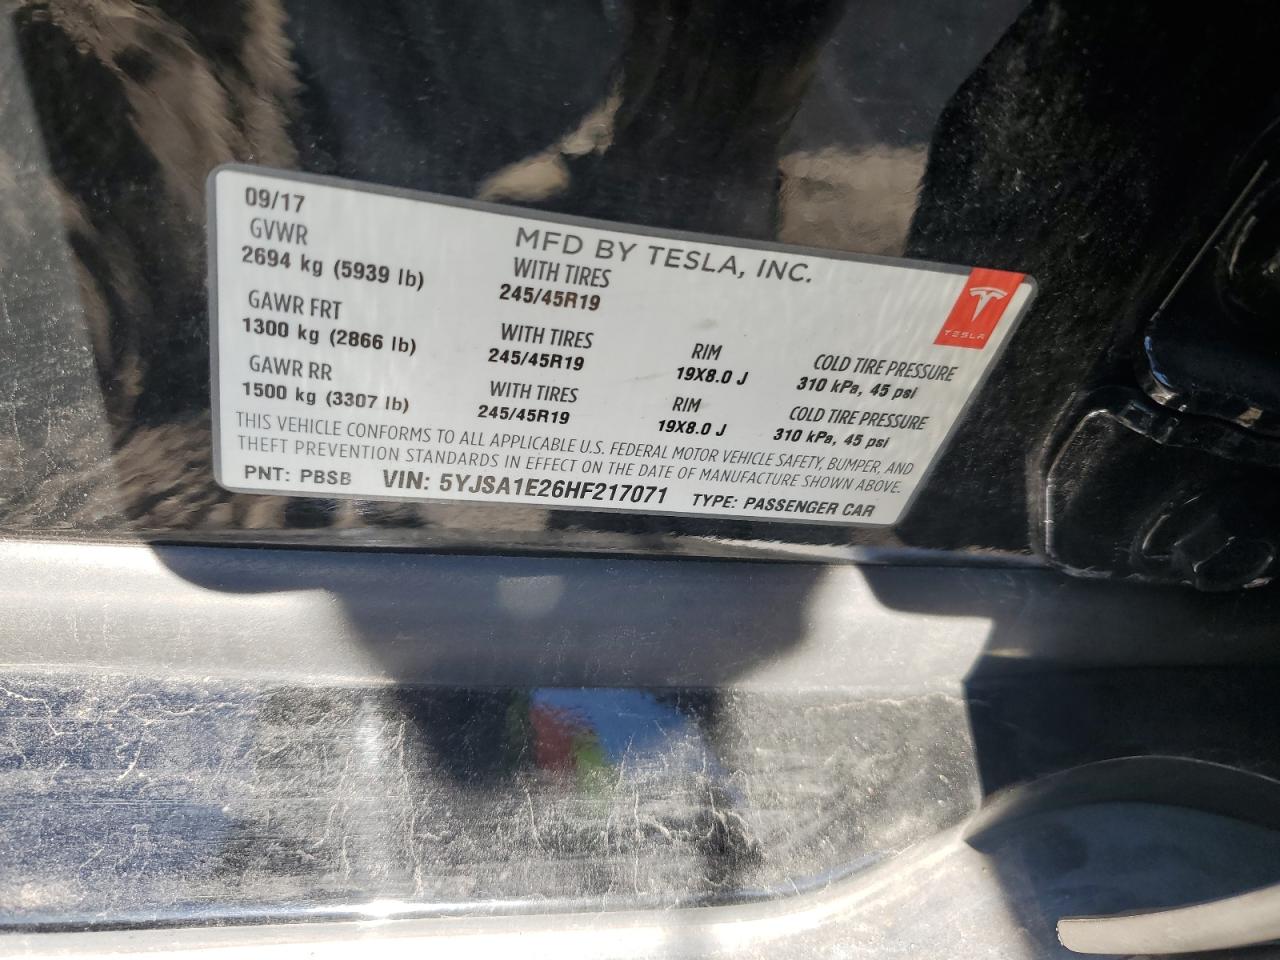 09/17
MFD BY TESLA, INC.
GVWR
2694 kg (5939 lb)
WITH TIRES
245/45R19
GAWR FRT
1300 kg (2866 lb)
WITH TIRES
245/45R19
RIM
19X8.0 J
COLD TIRE PRESSURE
310 kPa, 45 psi
GAWR RR
1500 kg (3307 lb)
WITH TIRES
245/45R19
RIM
19X8.0 J
COLD TIRE PRESSURE
310 kPa, 45 psi
THIS VEHICLE CONFORMS TO ALL APPLICABLE U.S. FEDERAL MOTOR VEHICLE SAFETY, BUMPER, AND
THEFT PREVENTION STANDARDS IN EFFECT ON THE DATE OF MANUFACTURE SHOWN ABOVE.
PNT: PBSB VIN: 5YJSA1E26HF217071 TYPE: PASSENGER CAR
TESLA